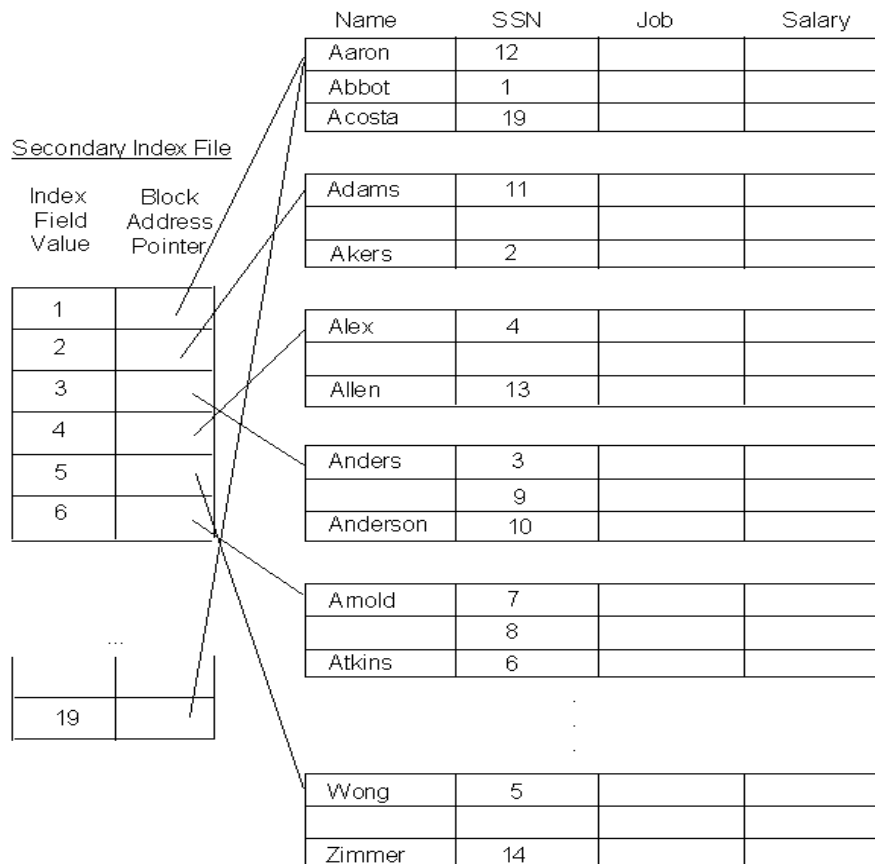 Name SSN Job Salary
Aaron 12
Abbot 1
Acosta 19
Secondary Index File
Index Field Value
Block Address Pointer
1
2
3
4
5
6
...
19
Adams 11
Akers 2
Alex 4
Allen 13
Anders 3
9
Anderson 10
Arnold 7
8
Atkins 6
.
.
.
Wong 5
Zimmer 14